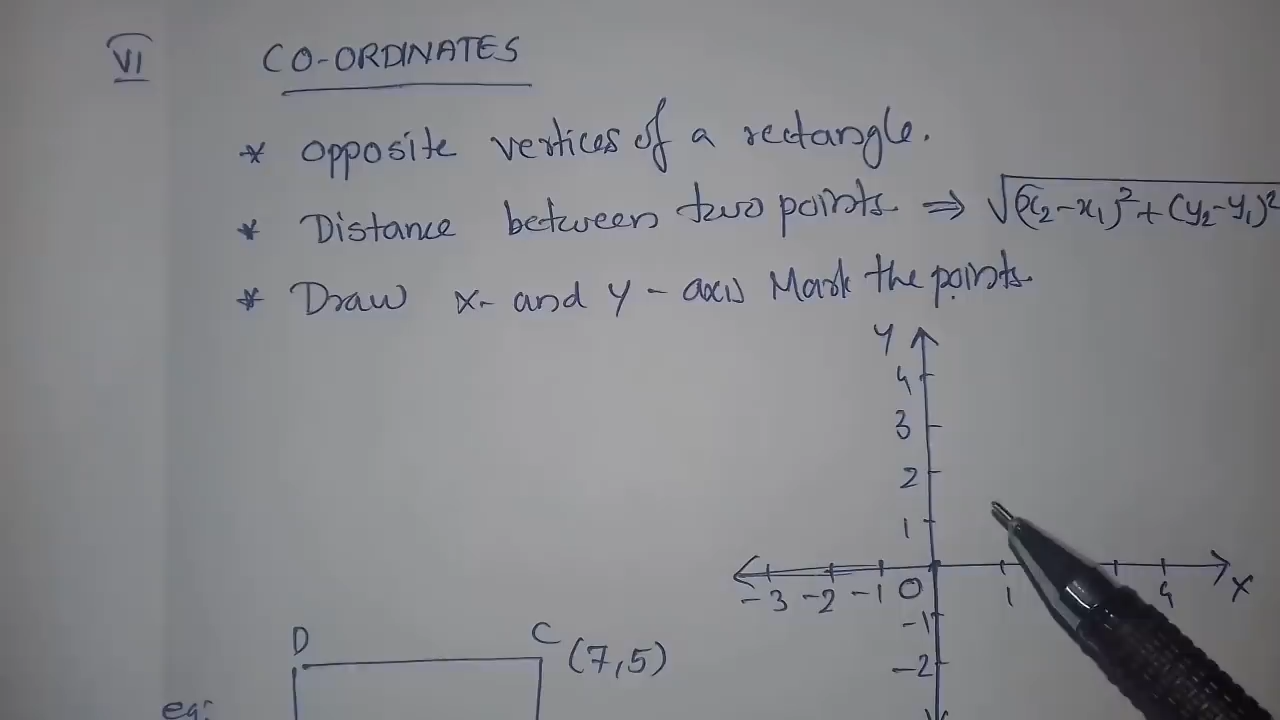 VI CO-ORDINATES
* Opposite vertices of a rectangle.
* Distance between two points ⇒ √(x₂-x₁)²+(y₂-y₁)²
* Draw x- and y-axis Mark the points.
Y
4
3
2
1
-3 -2 -1 0 1 4 X
-1
-2
D C (7,5)
eg: